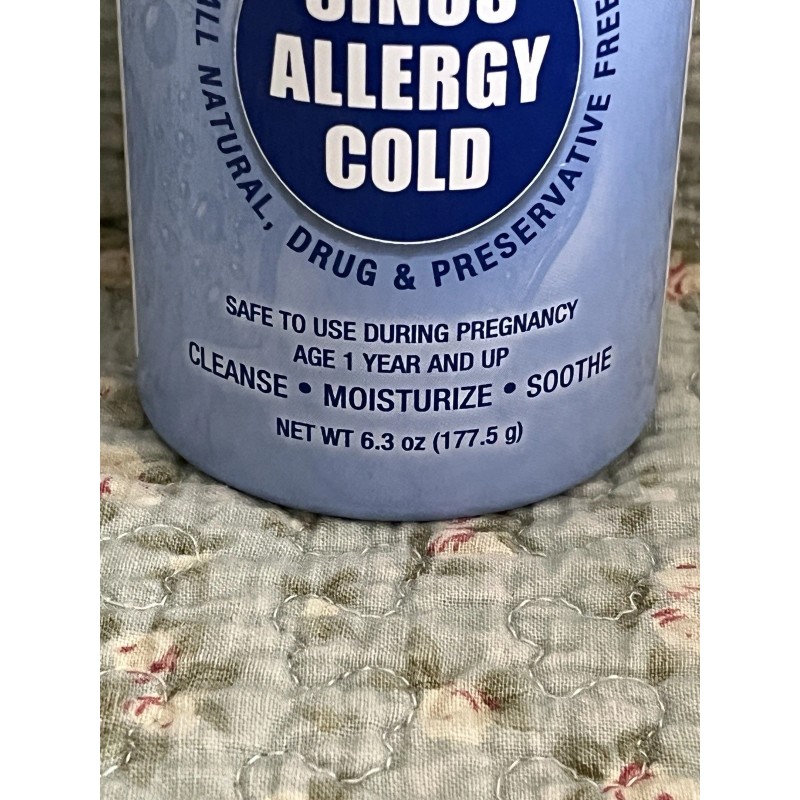 SINUS
ALLERGY
COLD
ALL NATURAL, DRUG & PRESERVATIVE FREE
SAFE TO USE DURING PREGNANCY
AGE 1 YEAR AND UP
CLEANSE • MOISTURIZE • SOOTHE
NET WT 6.3 oz (177.5 g)